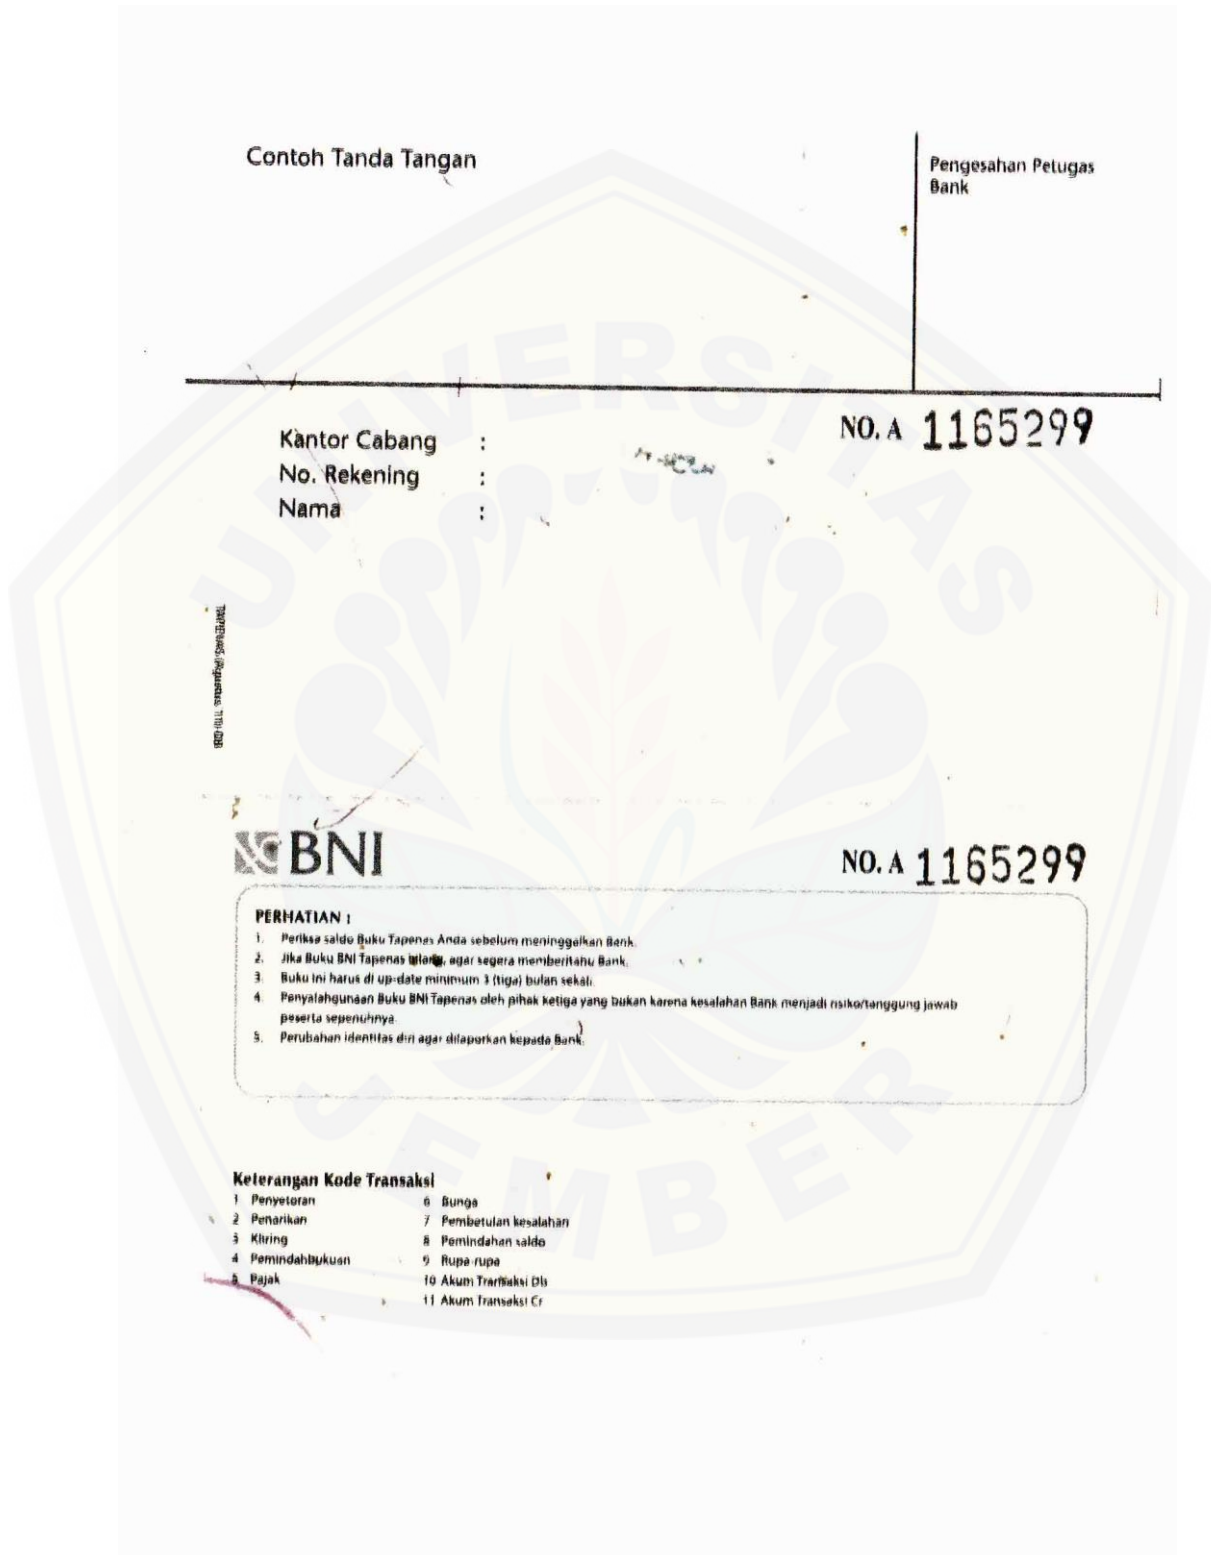 Contoh Tanda Tangan
Pengesahan Petugas
Bank
NO. A 1165299
Kantor Cabang :
No. Rekening :
Nama :
BNI
NO. A 1165299
PERHATIAN :
1. Periksa saldo Buku Tapenas Anda sebelum meninggalkan Bank.
2. Jika Buku BNI Tapenas hilang, agar segera memberitahu Bank.
3. Buku ini harus di up-date minimum 3 (tiga) bulan sekali.
4. Penyalahgunaan Buku BNI Tapenas oleh pihak ketiga yang bukan karena kesalahan Bank menjadi risiko/tanggung jawab
peserta sepenuhnya.
5. Perubahan identitas diri agar dilaporkan kepada Bank.
Keterangan Kode Transaksi
1 Penyetoran
2 Penarikan
3 Kliring
4 Pemindahbukuan
5 Pajak
6 Bunga
7 Pembetulan kesalahan
8 Pemindahan saldo
9 Rupa-rupa
10 Akum Transaksi Db
11 Akum Transaksi Cr
UNIVERSITAS
JEMBER